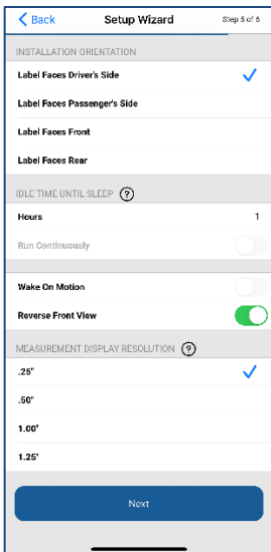 Back Setup Wizard Step 5 of 5
INSTALLATION ORIENTATION
Label Faces Driver's Side
Label Faces Passenger's Side
Label Faces Front
Label Faces Rear
IDLE TIME UNTIL SLEEP ?
Hours 1
Run Continuously
Wake On Motion
Reverse Front View
MEASUREMENT DISPLAY RESOLUTION ?
.25"
.50"
1.00"
1.25"
Next